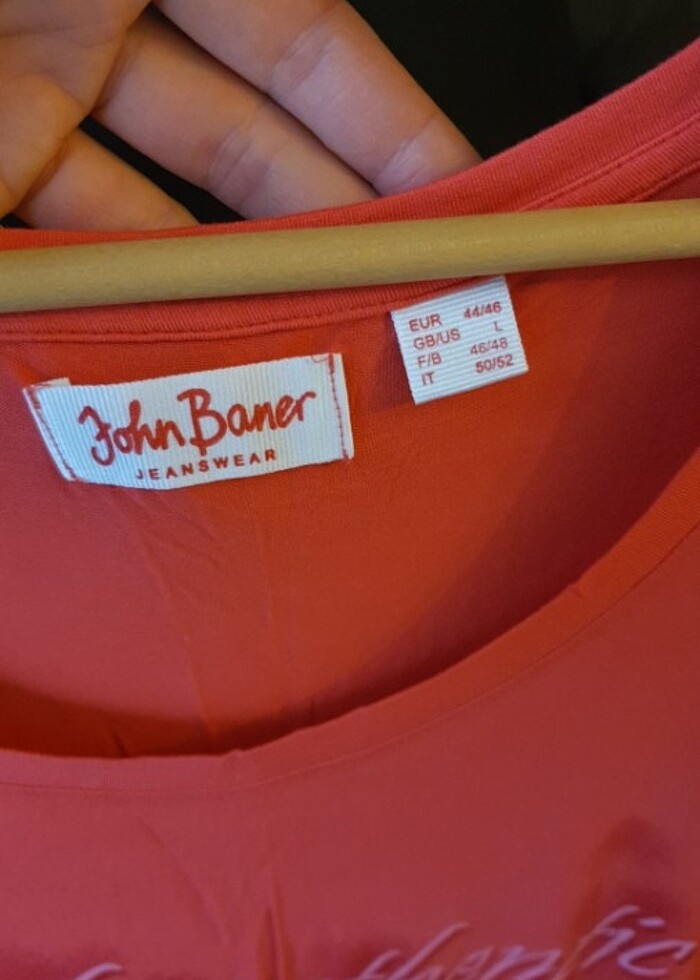 John Baner
JEANSWEAR
EUR 44/46
GB/US L
F/B 46/48
IT 50/52